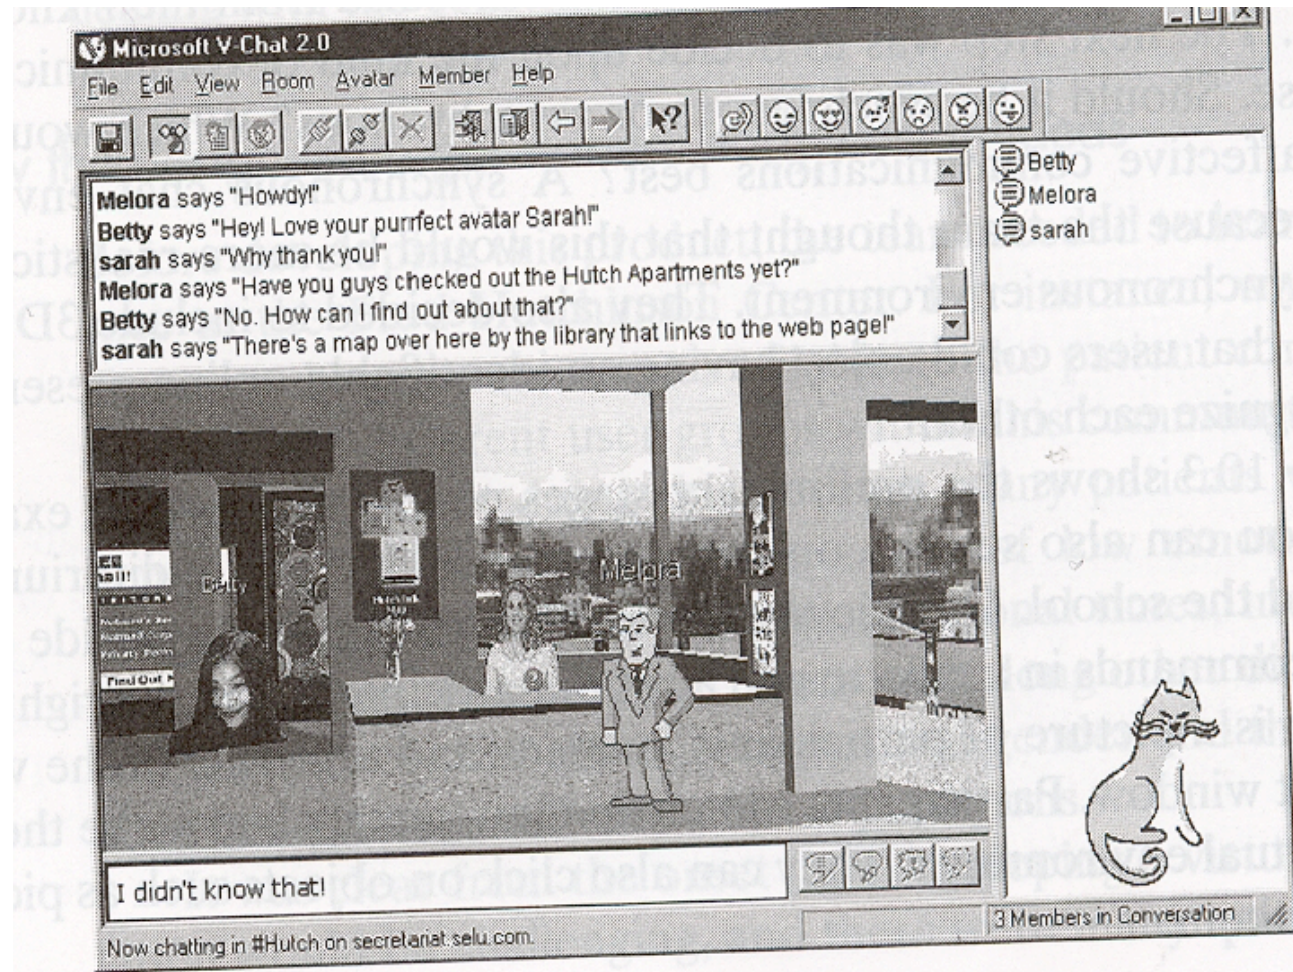 Microsoft V-Chat 2.0
File Edit View Room Avatar Member Help
Melora says "Howdy!"
Betty says "Hey! Love your purrfect avatar Sarah!"
sarah says "Why thank you!"
Melora says "Have you guys checked out the Hutch Apartments yet?"
Betty says "No. How can I find out about that?"
sarah says "There's a map over here by the library that links to the web page!"
Betty
Melora
sarah
Betty
Melora
Find Out
I didn't know that!
3 Members in Conversation
Now chatting in #Hutch on secretariat.selu.com.